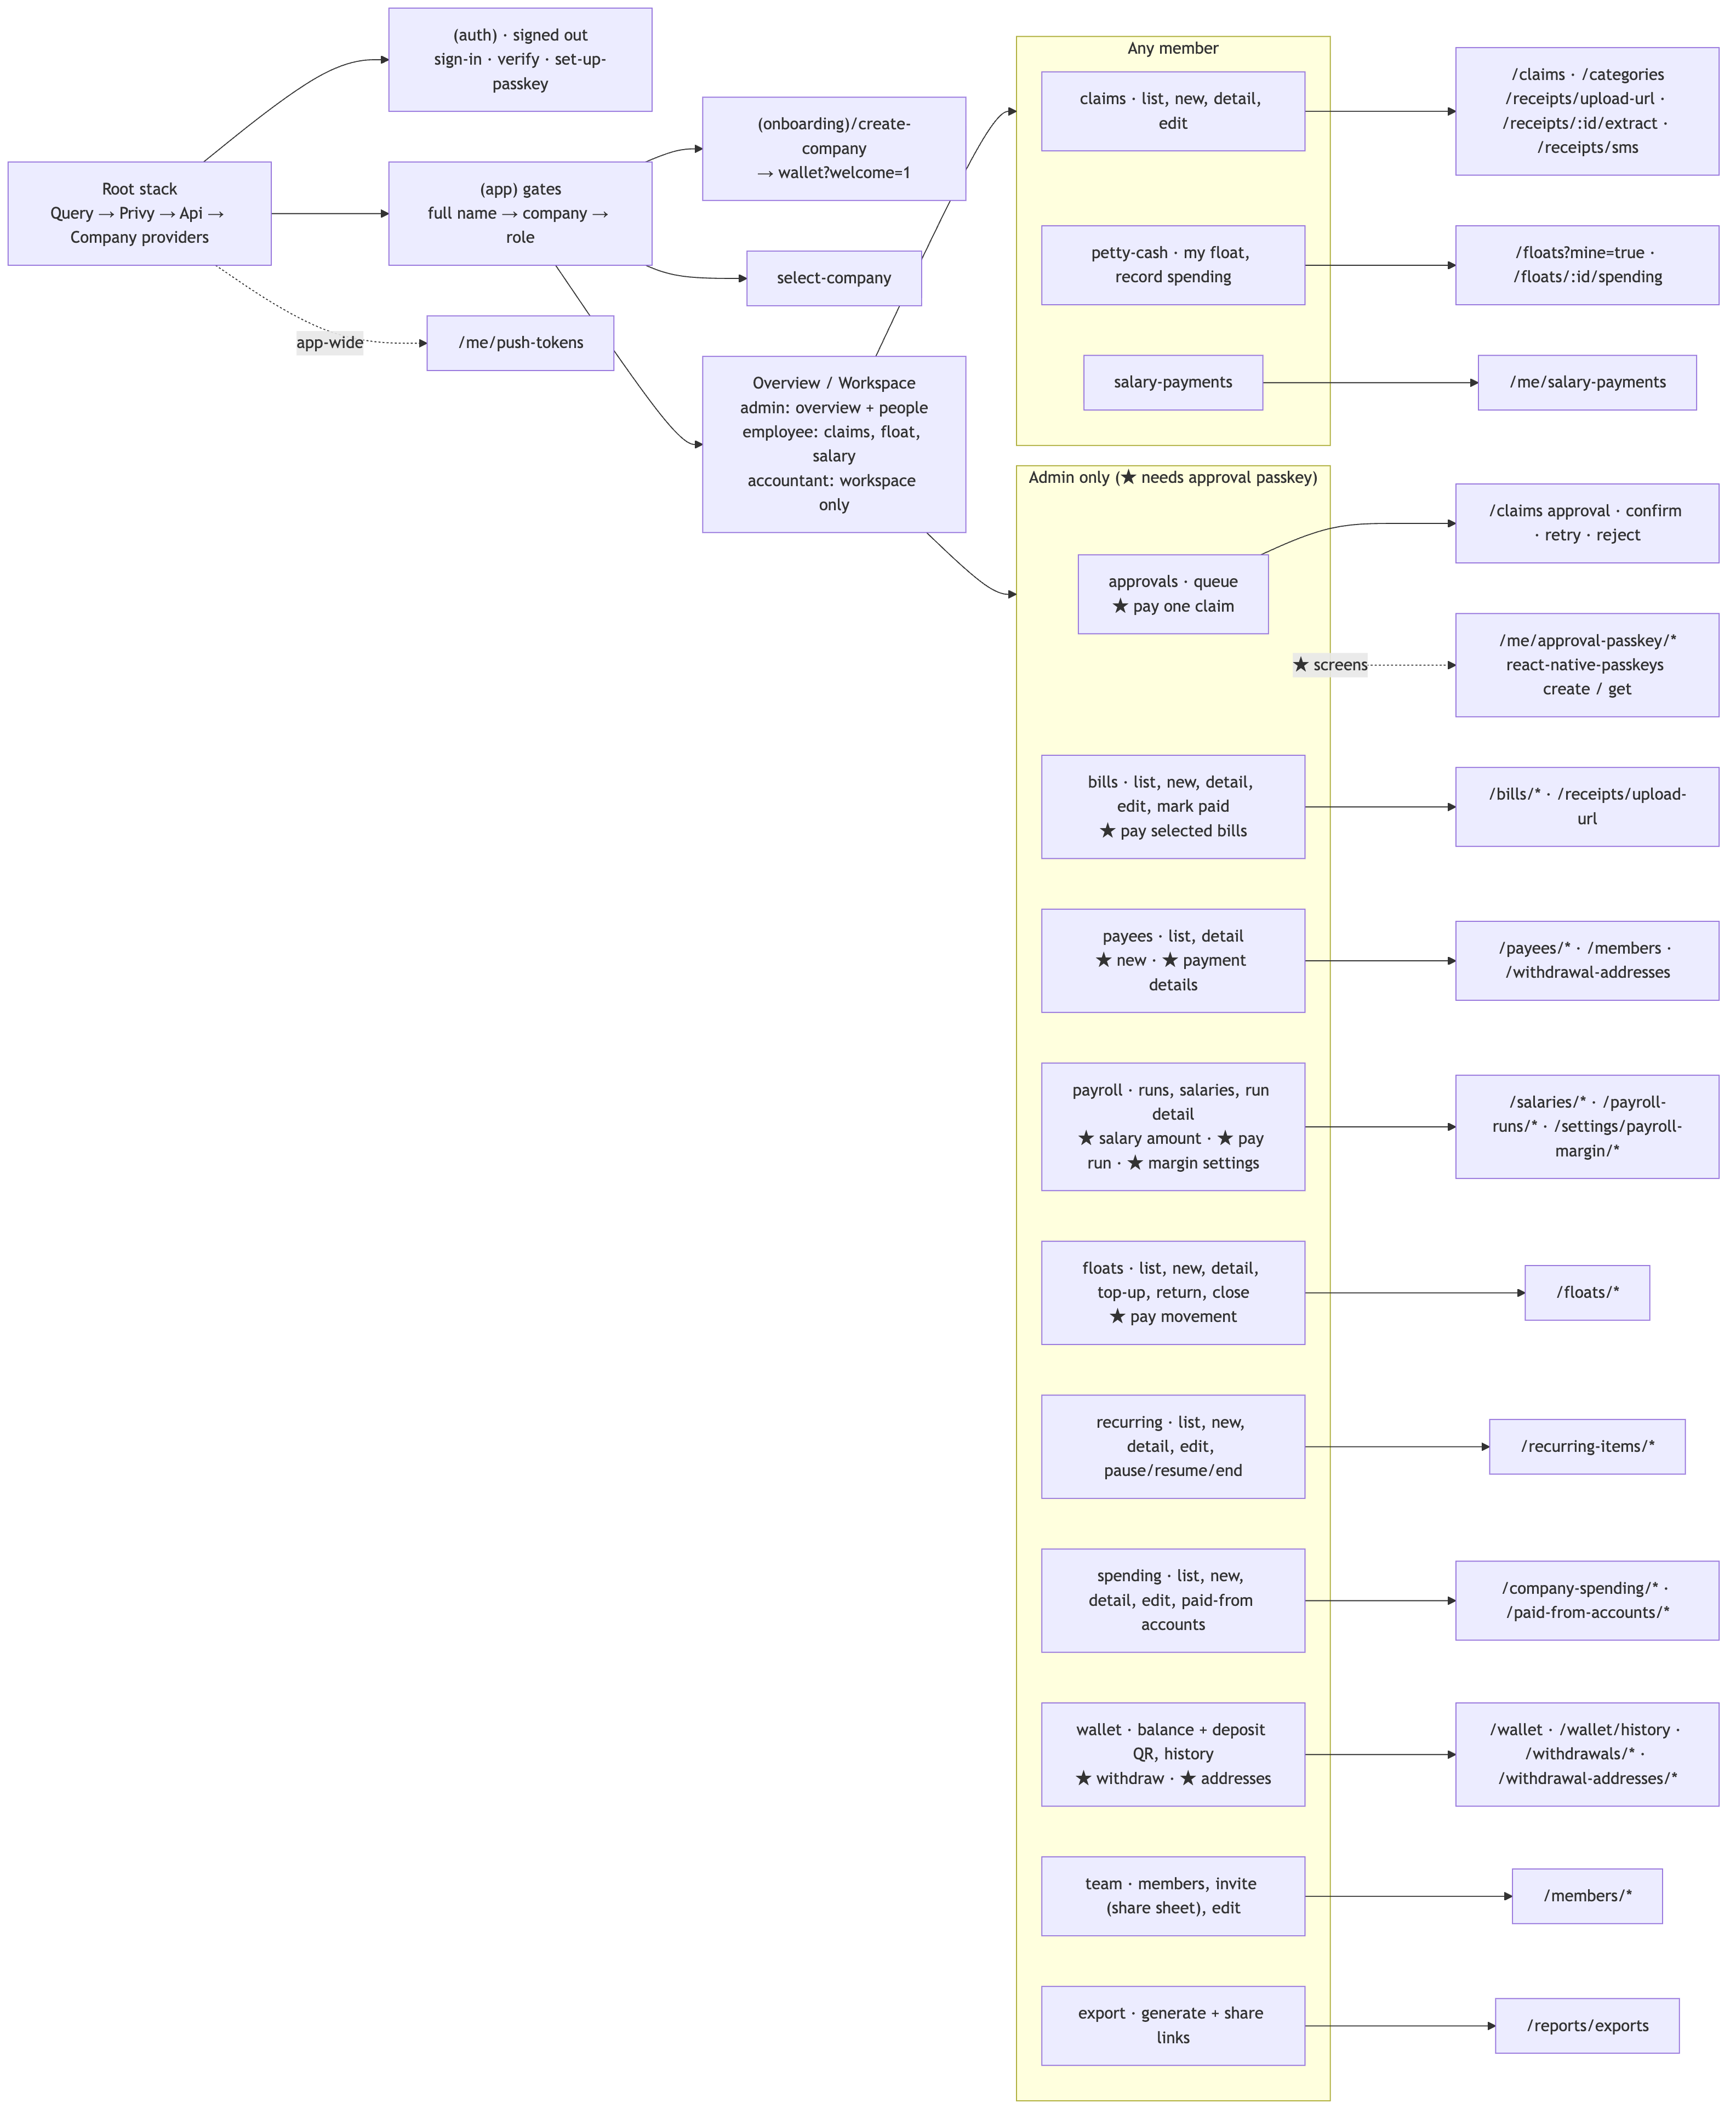 (auth) · signed out
sign-in · verify · set-up-
passkey
Root stack
Query → Privy → Api →
Company providers
(app) gates
full name → company →
role
app-wide
/me/push-tokens
(onboarding)/create-
company
→ wallet?welcome=1
select-company
Overview / Workspace
admin: overview + people
employee: claims, float,
salary
accountant: workspace
only
Any member
claims · list, new, detail,
edit
/claims · /categories
/receipts/upload-url ·
/receipts/:id/extract ·
/receipts/sms
petty-cash · my float,
record spending
/floats?mine=true ·
/floats/:id/spending
salary-payments
/me/salary-payments
Admin only (★ needs approval passkey)
approvals · queue
★ pay one claim
/claims approval · confirm
· retry · reject
★ screens
/me/approval-passkey/*
react-native-passkeys
create / get
bills · list, new, detail,
edit, mark paid
★ pay selected bills
/bills/* · /receipts/upload-
url
payees · list, detail
★ new · ★ payment
details
/payees/* · /members ·
/withdrawal-addresses
payroll · runs, salaries, run
detail
★ salary amount · ★ pay
run · ★ margin settings
/salaries/* · /payroll-
runs/* · /settings/payroll-
margin/*
floats · list, new, detail,
top-up, return, close
★ pay movement
/floats/*
recurring · list, new,
detail, edit,
pause/resume/end
/recurring-items/*
spending · list, new,
detail, edit, paid-from
accounts
/company-spending/* ·
/paid-from-accounts/*
wallet · balance + deposit
QR, history
★ withdraw · ★ addresses
/wallet · /wallet/history ·
/withdrawals/* ·
/withdrawal-addresses/*
team · members, invite
(share sheet), edit
/members/*
export · generate + share
links
/reports/exports